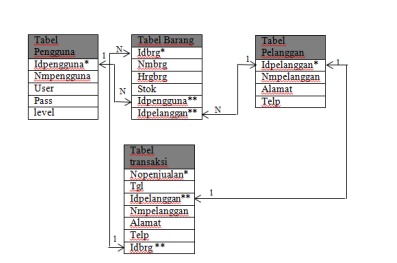 Tabel
Pengguna
Idpengguna*
Nmpengguna
User
Pass
level
1
N
N
Tabel Barang
Idbrg*
Nmbrg
Hrgbrg
Stok
Idpengguna**
Idpelanggan**
1
N
Tabel
Pelanggan
Idpelanggan*
Nmpelanggan
Alamat
Telp
1
Tabel
transaksi
Nopenjualan*
Tgl
Idpelanggan**
Nmpelanggan
Alamat
Telp
Idbrg **
1
1